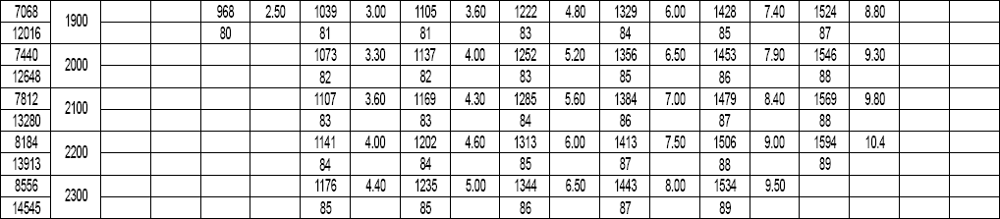 7068 1900 968 2.50 1039 3.00 1105 3.60 1222 4.80 1329 6.00 1428 7.40 1524 8.80
12016 80 81 81 83 84 85 87
7440 2000 1073 3.30 1137 4.00 1252 5.20 1356 6.50 1453 7.90 1546 9.30
12648 82 82 83 85 86 88
7812 2100 1107 3.60 1169 4.30 1285 5.60 1384 7.00 1479 8.40 1569 9.80
13280 83 83 84 86 87 88
8184 2200 1141 4.00 1202 4.60 1313 6.00 1413 7.50 1506 9.00 1594 10.4
13913 84 84 85 87 88 89
8556 2300 1176 4.40 1235 5.00 1344 6.50 1443 8.00 1534 9.50
14545 85 85 86 87 89